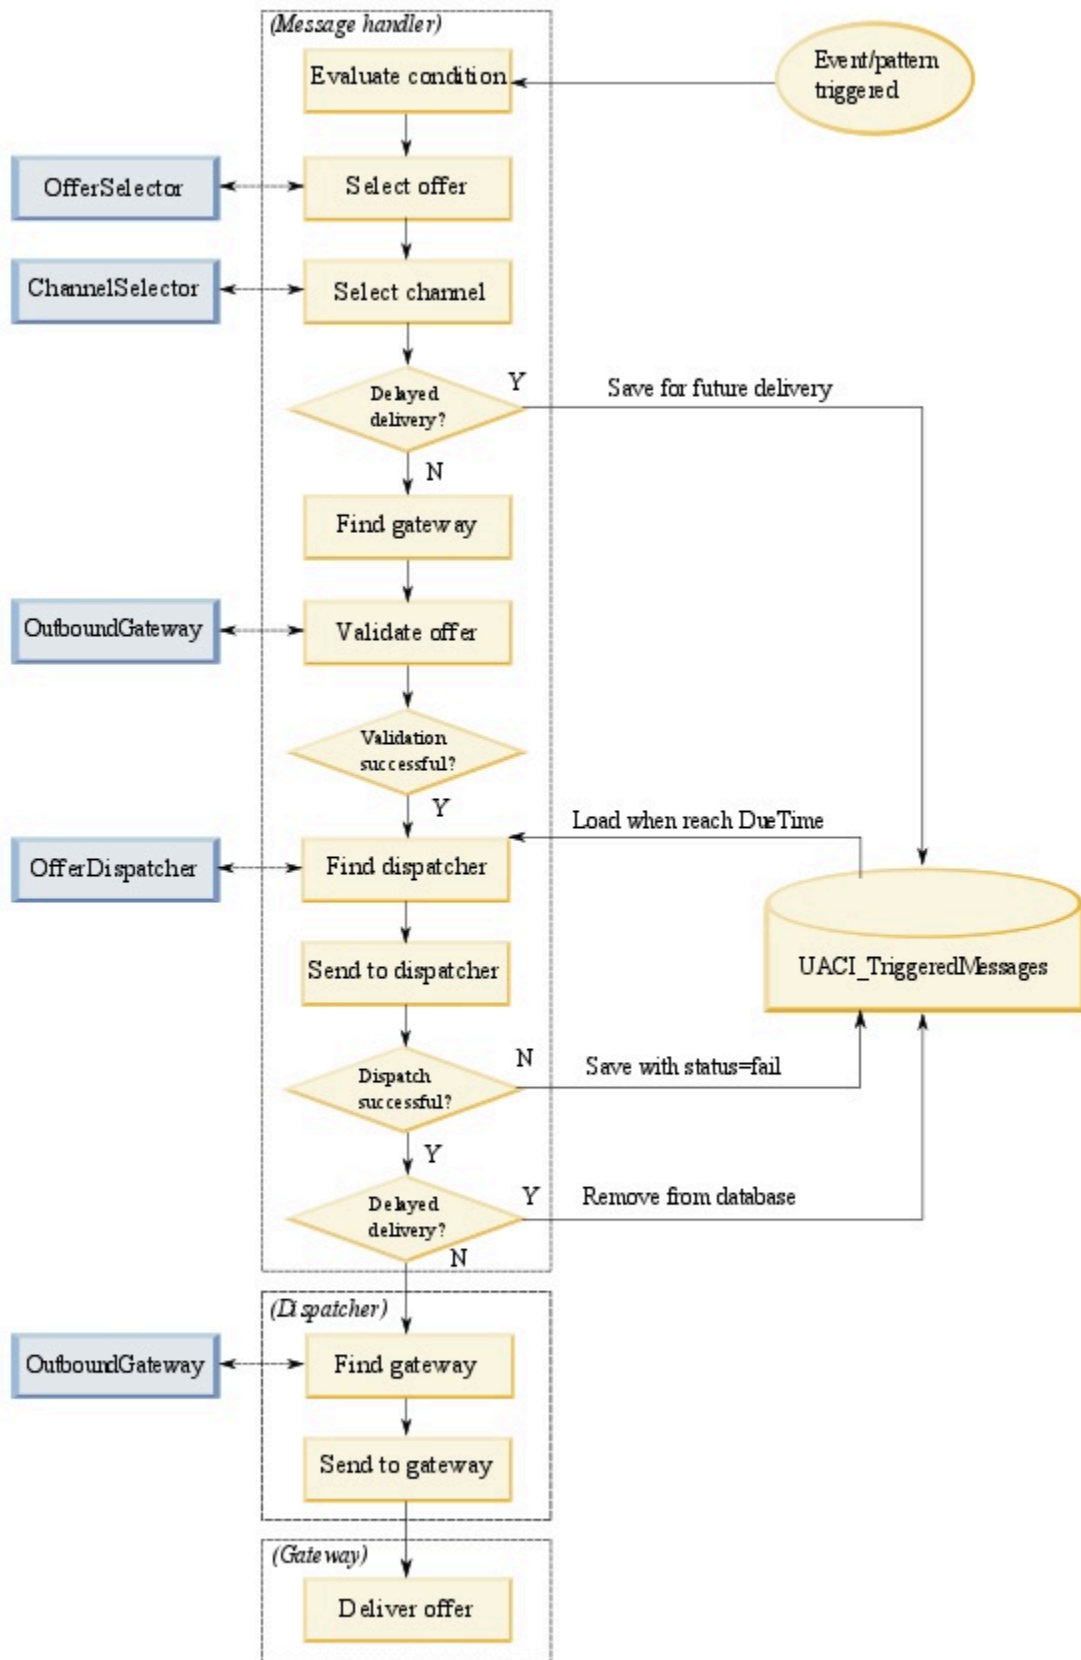 (Message handler)
Evaluate condition
Event/pattern
triggered
OfferSelector
Select offer
ChannelSelector
Select channel
Delayed
delivery?
Y
Save for future delivery
N
Find gateway
OutboundGateway
Validate offer
Validation
successful?
Y
Load when reach DueTime
OfferDispatcher
Find dispatcher
Send to dispatcher
UACI_TriggeredMessages
Dispatch
successful?
N
Save with status=fail
Y
Delayed
delivery?
Y
Remove from database
N
(Dispatcher)
OutboundGateway
Find gateway
Send to gateway
(Gateway)
Deliver offer